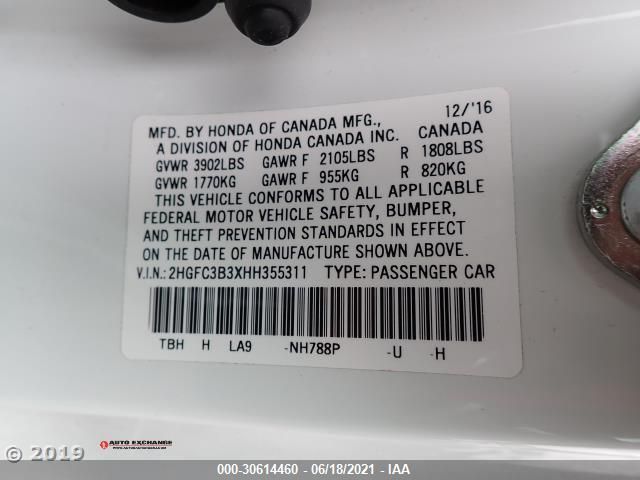 12/'16
MFD. BY HONDA OF CANADA MFG.,
A DIVISION OF HONDA CANADA INC. CANADA
GVWR 3902LBS GAWR F 2105LBS R 1808LBS
GVWR 1770KG GAWR F 955KG R 820KG
THIS VEHICLE CONFORMS TO ALL APPLICABLE
FEDERAL MOTOR VEHICLE SAFETY, BUMPER,
AND THEFT PREVENTION STANDARDS IN EFFECT
ON THE DATE OF MANUFACTURE SHOWN ABOVE.
V.I.N.: 2HGFC3B3XHH355311 TYPE: PASSENGER CAR
TBH H LA9 -NH788P -U -H
AUTO EXCHANGE
© 2019
000-30614460 - 06/18/2021 - IAA